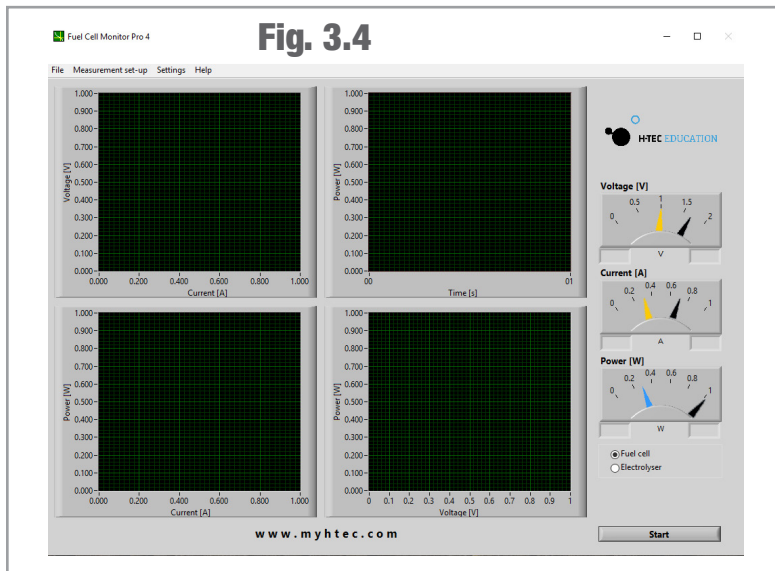 Fuel Cell Monitor Pro 4
Fig. 3.4
File Measurement set-up Settings Help
1.000
0.900
0.800
0.700
0.600
0.500
0.400
0.300
0.200
0.100
0.000
Voltage [V]
0.000 0.200 0.400 0.600 0.800 1.000
Current [A]
1.000
0.900
0.800
0.700
0.600
0.500
0.400
0.300
0.200
0.100
0.000
Power [W]
00 01
Time [s]
H-TEC EDUCATION
Voltage [V]
0 0.5 1 1.5 2
V
Current [A]
0 0.2 0.4 0.6 0.8 1
A
Power [W]
0 0.2 0.4 0.6 0.8 1
W
Fuel cell
Electrolyser
1.000
0.900
0.800
0.700
0.600
0.500
0.400
0.300
0.200
0.100
0.000
Power [W]
0.000 0.200 0.400 0.600 0.800 1.000
Current [A]
1.000
0.900
0.800
0.700
0.600
0.500
0.400
0.300
0.200
0.100
0.000
Power [W]
0 0.1 0.2 0.3 0.4 0.5 0.6 0.7 0.8 0.9 1
Voltage [V]
www.myhtec.com
Start